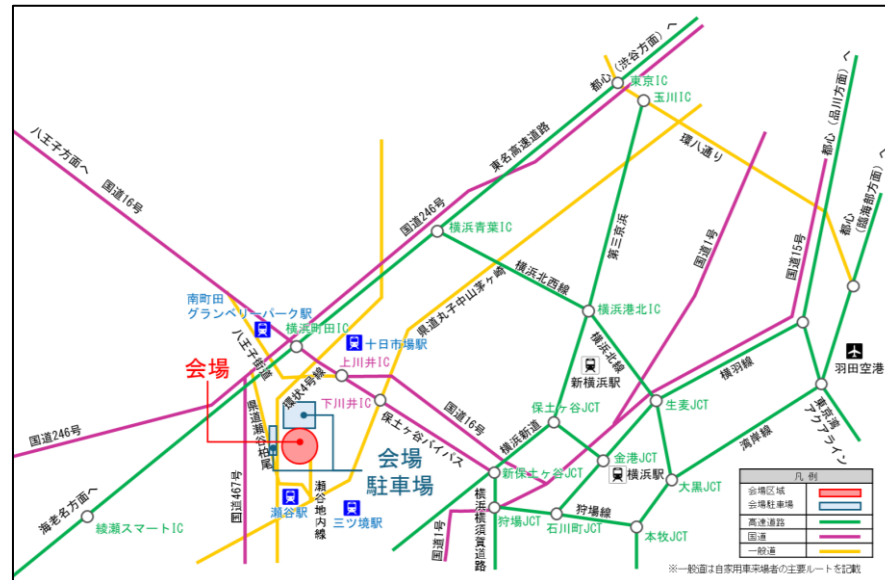 都心(渋谷方面)へ
東京IC
玉川IC
都心(品川方面)へ
環八通り
都心(臨海部方面)へ
八王子方面へ
国道16号
東名高速道路
国道246号
横浜青葉IC
第三京浜
国道1号
国道15号
横浜北西線
県道丸子中山茅ヶ崎
南町田
グランベリーパーク駅
横浜町田IC
十日市場駅
横浜港北IC
横浜北線
新横浜駅
横羽線
羽田空港
八王子街道
上川井IC
会場
環状4号線
下川井IC
国道16号
保土ヶ谷バイパス
保土ヶ谷JCT
生麦JCT
東京湾
アクアライン
国道246号
県道瀬谷柏尾
横浜新道
湾岸線
会場
駐車場
新保土ヶ谷JCT
金港JCT
横浜駅
大黒JCT
海老名方面へ
綾瀬スマートIC
国道467号
瀬谷駅
瀬谷地内線
三ツ境駅
国道1号
横浜横須賀道路
狩場JCT
狩場線
石川町JCT
本牧JCT
凡例
会場区域
会場駐車場
高速道路
国道
一般道
※一般道は自家用車来場者の主要ルートを記載